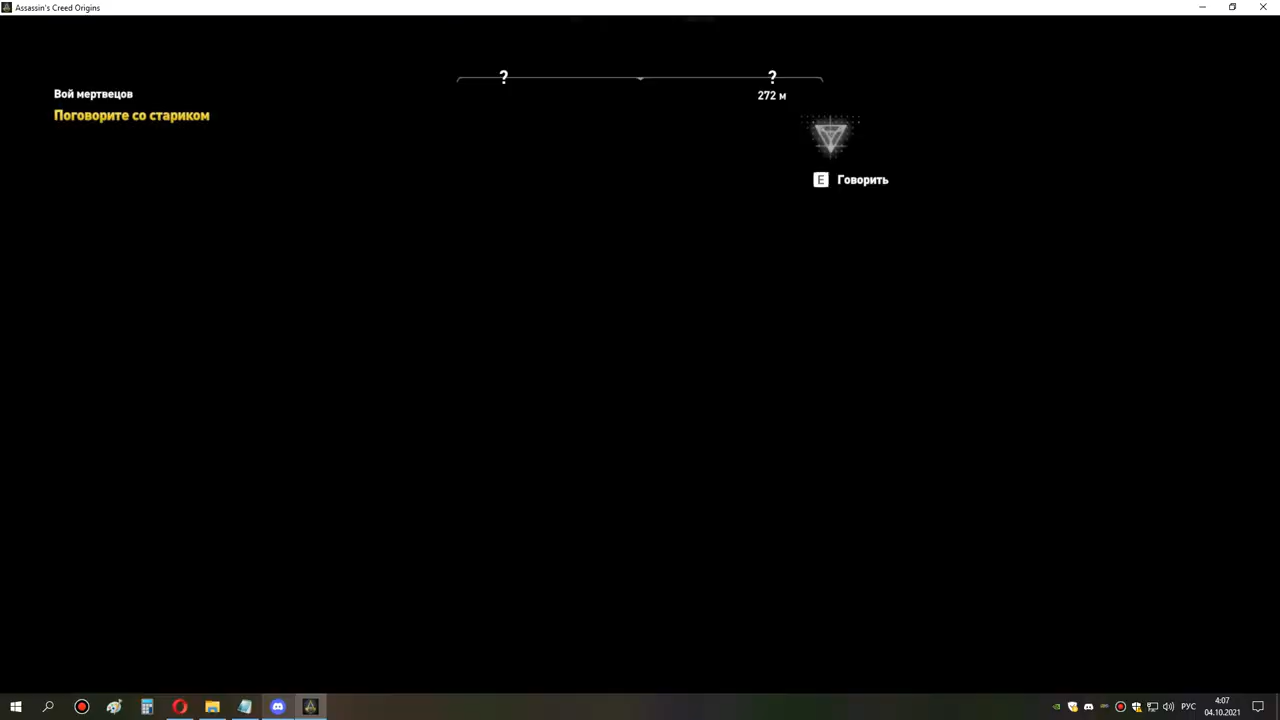 Assassin's Creed Origins
? ?
Вой мертвецов
272 м
Поговорите со стариком
E Говорить
4:07
РУС
04.10.2021